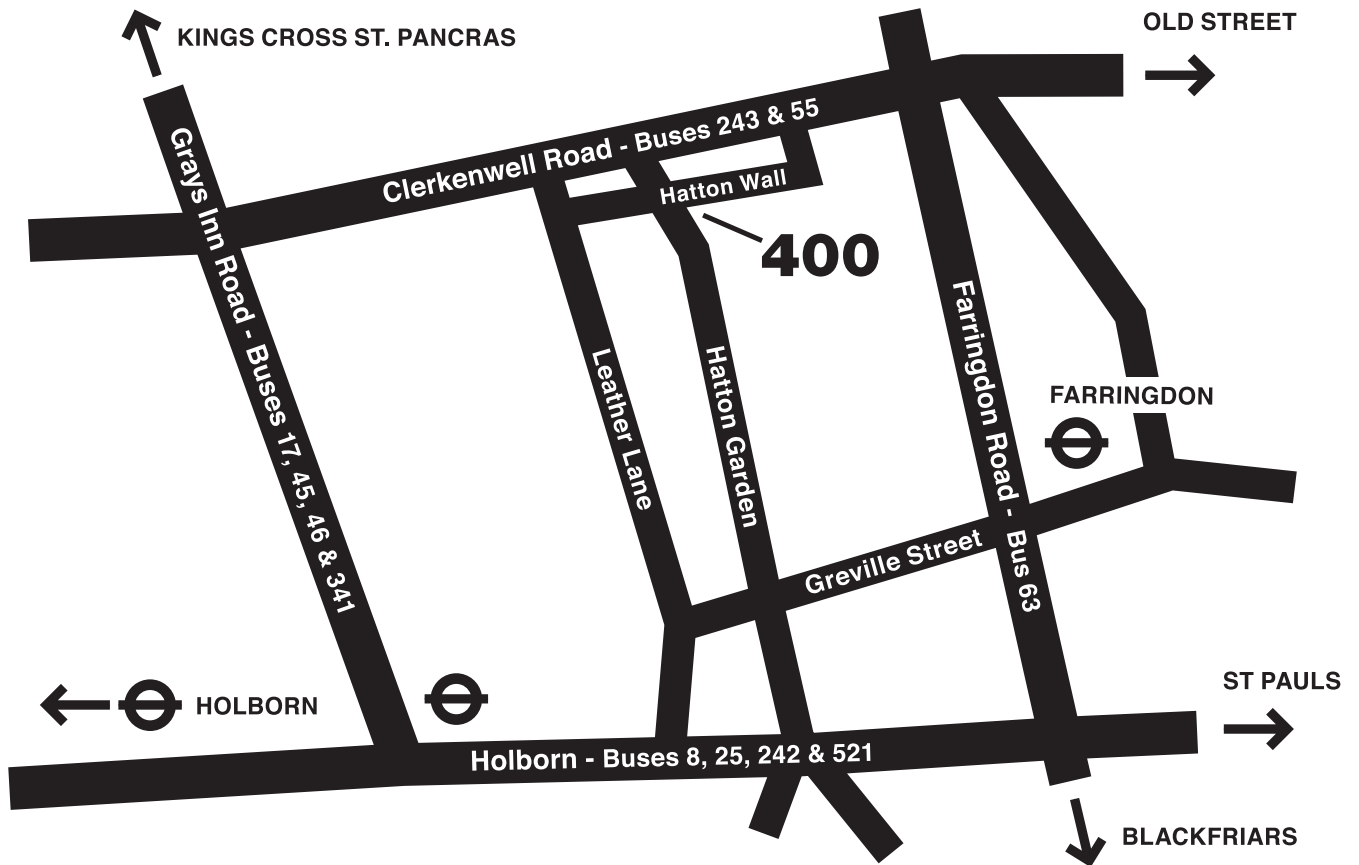 KINGS CROSS ST. PANCRAS
OLD STREET
Clerkenwell Road - Buses 243 & 55
Hatton Wall
400
Grays Inn Road - Buses 17, 45, 46 & 341
Leather Lane
Hatton Garden
Farringdon Road - Bus 63
FARRINGDON
Greville Street
HOLBORN
ST PAULS
Holborn - Buses 8, 25, 242 & 521
BLACKFRIARS